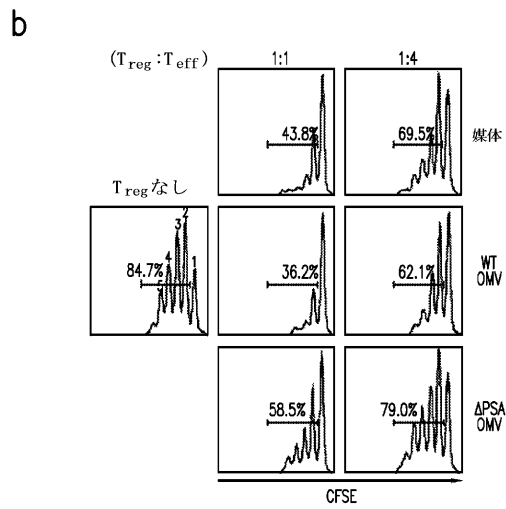 b
(Treg:Teff) 1:1 1:4
43.8% 69.5% 媒体
Tregなし
84.7% 5 4 3 2 1
36.2% 62.1% WT OMV
58.5% 79.0% ΔPSA OMV
CFSE